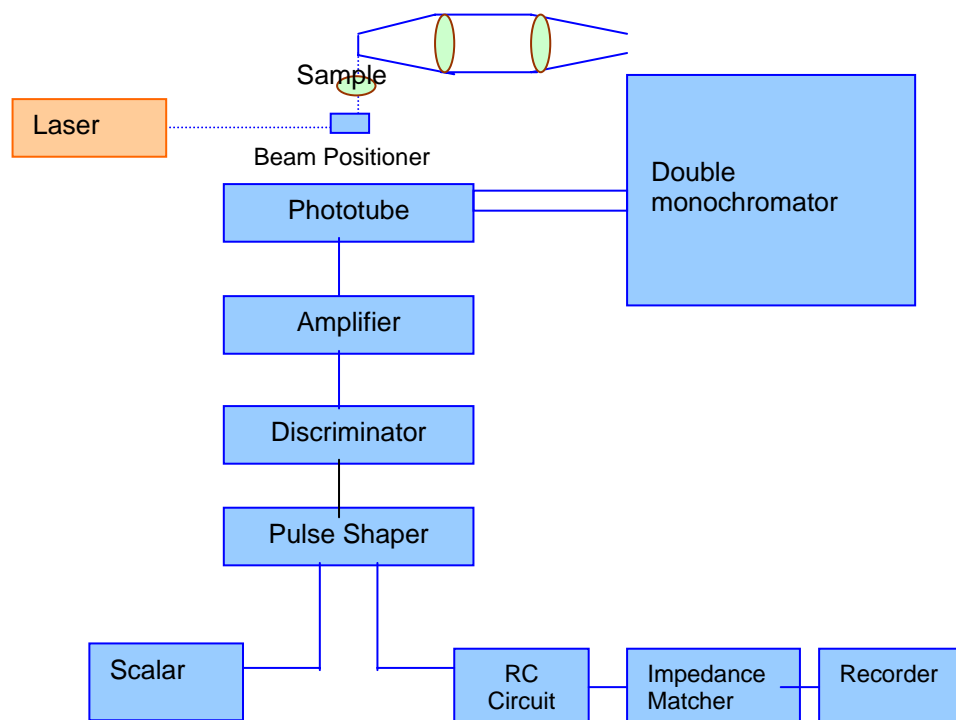 Sample
Laser
Beam Positioner
Double
monochromator
Phototube
Amplifier
Discriminator
Pulse Shaper
Scalar
RC
Circuit
Impedance
Matcher
Recorder